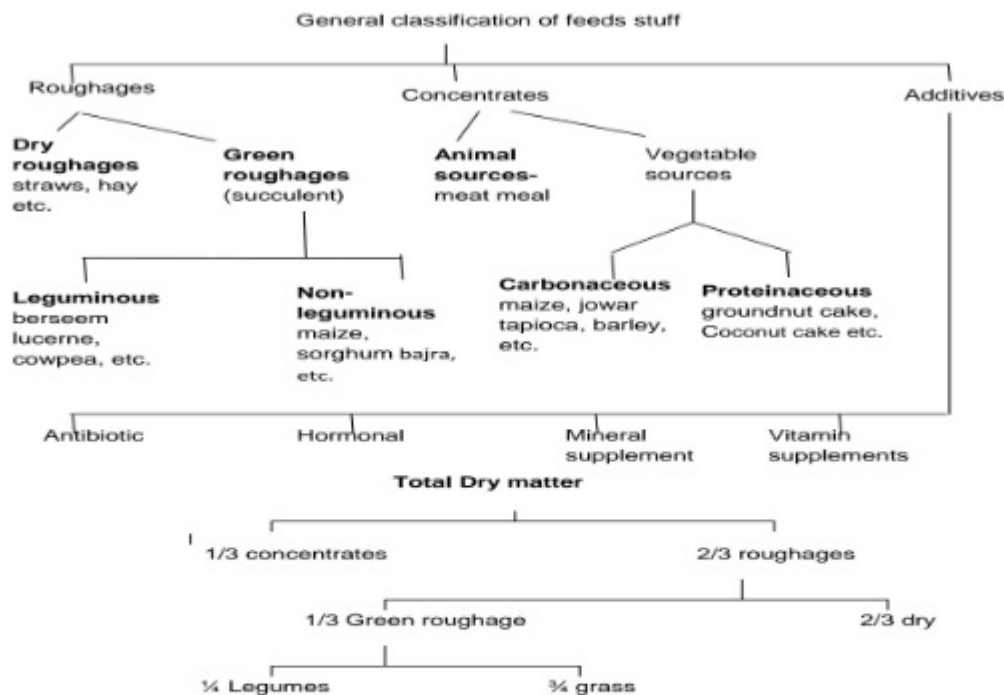 General classification of feeds stuff
Roughages
Concentrates
Additives
Dry
roughages
straws, hay
etc.
Green
roughages
(succulent)
Animal
sources-
meat meal
Vegetable
sources
Leguminous
berseem
lucerne,
cowpea, etc.
Non-
leguminous
maize,
sorghum bajra,
etc.
Carbonaceous
maize, jowar
tapioca, barley,
etc.
Proteinaceous
groundnut cake,
Coconut cake etc.
Antibiotic
Hormonal
Mineral
supplement
Vitamin
supplements
Total Dry matter
1/3 concentrates
2/3 roughages
1/3 Green roughage
2/3 dry
¼ Legumes
¾ grass